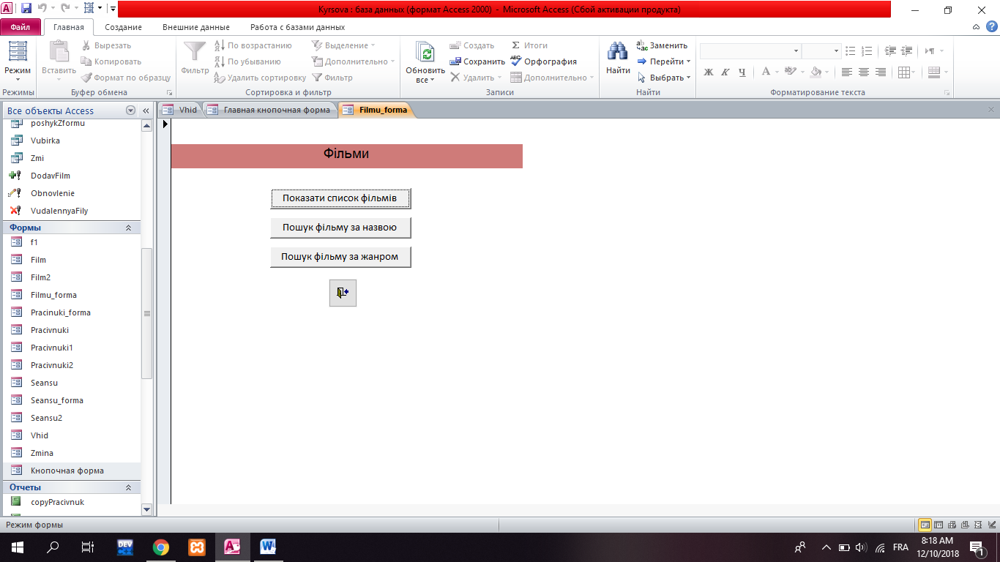 Kyrsova : база данных (формат Access 2000) - Microsoft Access (Сбой активации продукта)
Файл Главная Создание Внешние данные Работа с базами данных
Режим
Режимы
Вставить
Вырезать
Копировать
Формат по образцу
Буфер обмена
Фильтр
По возрастанию
По убыванию
Удалить сортировку
Выделение
Дополнительно
Фильтр
Сортировка и фильтр
Обновить
все
Создать
Сохранить
Удалить
Итоги
Орфография
Дополнительно
Записи
Найти
Заменить
Перейти
Выбрать
Найти
Ж К Ч
Форматирование текста
Все объекты Access
poshykZformu
Vubirka
Zmi
DodavFilm
Obnovlenie
VudalennyaFily
Формы
f1
Film
Film2
Filmu_forma
Pracinuki_forma
Pracivnuki
Pracivnuki1
Pracivnuki2
Seansu
Seansu_forma
Seansu2
Vhid
Zmina
Кнопочная форма
Отчеты
copyPracivnuk
Vhid Главная кнопочная форма Filmu_forma
Фільми
Показати список фільмів
Пошук фільму за назвою
Пошук фільму за жанром
Режим формы
DEV
W
FRA
8:18 AM
12/10/2018
1